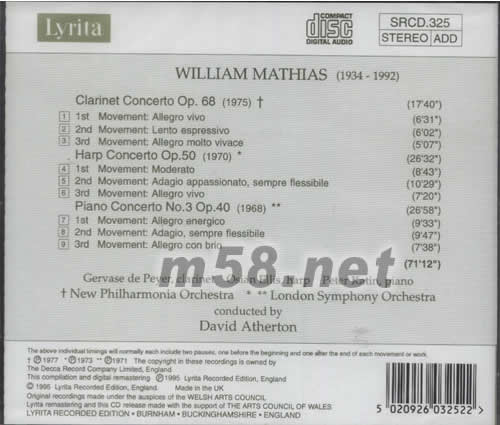 Lyrita
COMPACT
disc
DIGITAL AUDIO
SRCD.325
STEREO ADD
WILLIAM MATHIAS (1934 - 1992)
Clarinet Concerto Op. 68 (1975) † (17'40")
1 1st Movement: Allegro vivo (6'31")
2 2nd Movement: Lento espressivo (6'02")
3 3rd Movement: Allegro molto vivace (5'07")
Harp Concerto Op.50 (1970) * (26'32")
4 1st Movement: Moderato (8'43")
5 2nd Movement: Adagio appassionato, sempre flessibile (10'29")
6 3rd Movement: Allegro vivo (7'20")
Piano Concerto No.3 Op.40 (1968) ** (26'58")
7 1st Movement: Allegro energico (9'33")
8 2nd Movement: Adagio, sempre flessibile (9'47")
9 3rd Movement: Allegro con brio (7'38")
(71'12")
m58.net
Gervase de Peyer, clarinet Osian Ellis, harp Peter Katin, piano
† New Philharmonia Orchestra * ** London Symphony Orchestra
conducted by
David Atherton
The above individual timings will normally each include two pauses, one before the beginning and one after the end of each movement or work.
† ℗ 1977 * ℗1973 ** ℗1971 The copyright in these recordings is owned by
The Decca Record Company Limited, England
This compilation and digital remastering ℗ 1995 Lyrita Recorded Edition, England
© 1995 Lyrita Recorded Edition, England Made in the UK
Original recordings made under the auspices of the WELSH ARTS COUNCIL
Lyrita remastering and this CD release made with the support of THE ARTS COUNCIL OF WALES
LYRITA RECORDED EDITION • BURNHAM • BUCKINGHAMSHIRE • ENGLAND
5 020926 032522 >